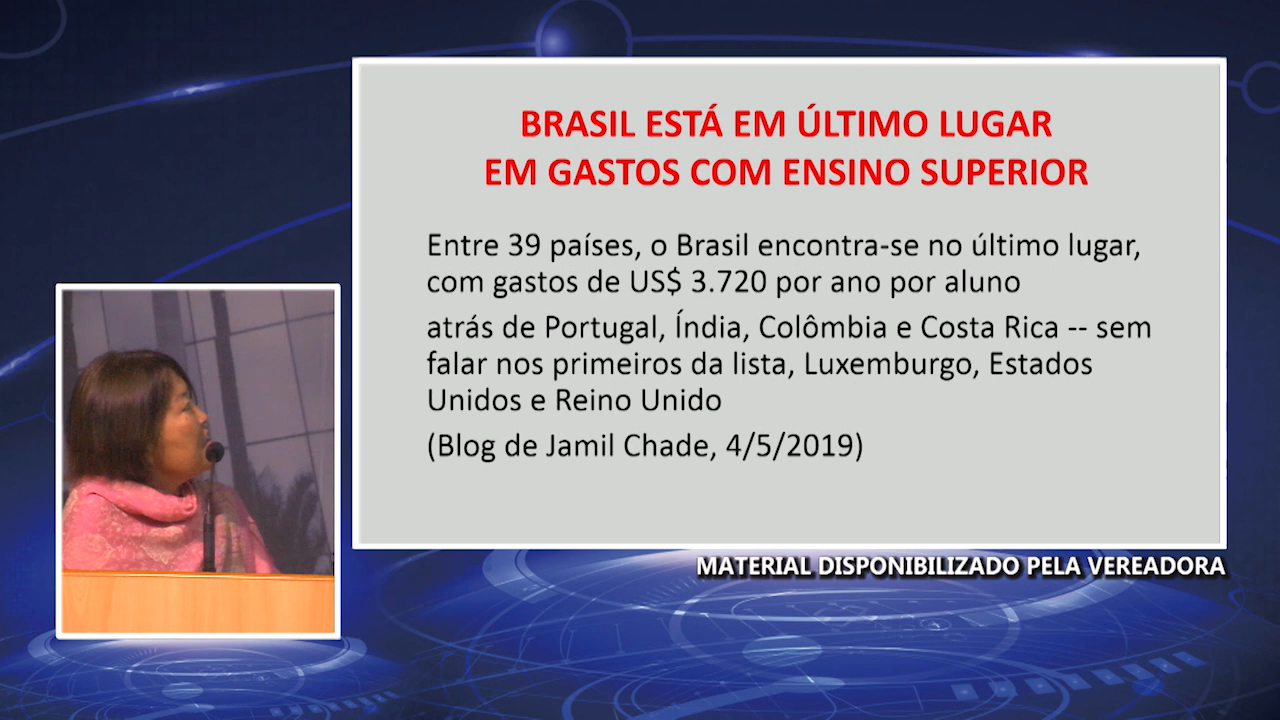 BRASIL ESTÁ EM ÚLTIMO LUGAR
EM GASTOS COM ENSINO SUPERIOR
Entre 39 países, o Brasil encontra-se no último lugar,
com gastos de US$ 3.720 por ano por aluno
atrás de Portugal, Índia, Colômbia e Costa Rica -- sem
falar nos primeiros da lista, Luxemburgo, Estados
Unidos e Reino Unido
(Blog de Jamil Chade, 4/5/2019)
MATERIAL DISPONIBILIZADO PELA VEREADORA